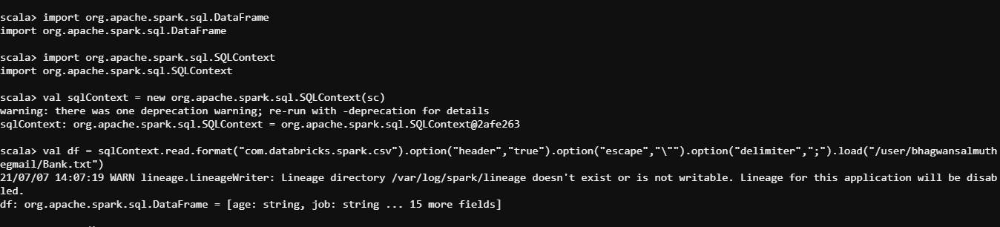 scala> import org.apache.spark.sql.DataFrame
import org.apache.spark.sql.DataFrame
scala> import org.apache.spark.sql.SQLContext
import org.apache.spark.sql.SQLContext
scala> val sqlContext = new org.apache.spark.sql.SQLContext(sc)
warning: there was one deprecation warning; re-run with -deprecation for details
sqlContext: org.apache.spark.sql.SQLContext = org.apache.spark.sql.SQLContext@2afe263
scala> val df = sqlContext.read.format("com.databricks.spark.csv").option("header","true").option("escape","\"").option("delimiter",";").load("/user/bhagwansalmuth
egmail/Bank.txt")
21/07/07 14:07:19 WARN lineage.LineageWriter: Lineage directory /var/log/spark/lineage doesn't exist or is not writable. Lineage for this application will be disab
led.
df: org.apache.spark.sql.DataFrame = [age: string, job: string ... 15 more fields]